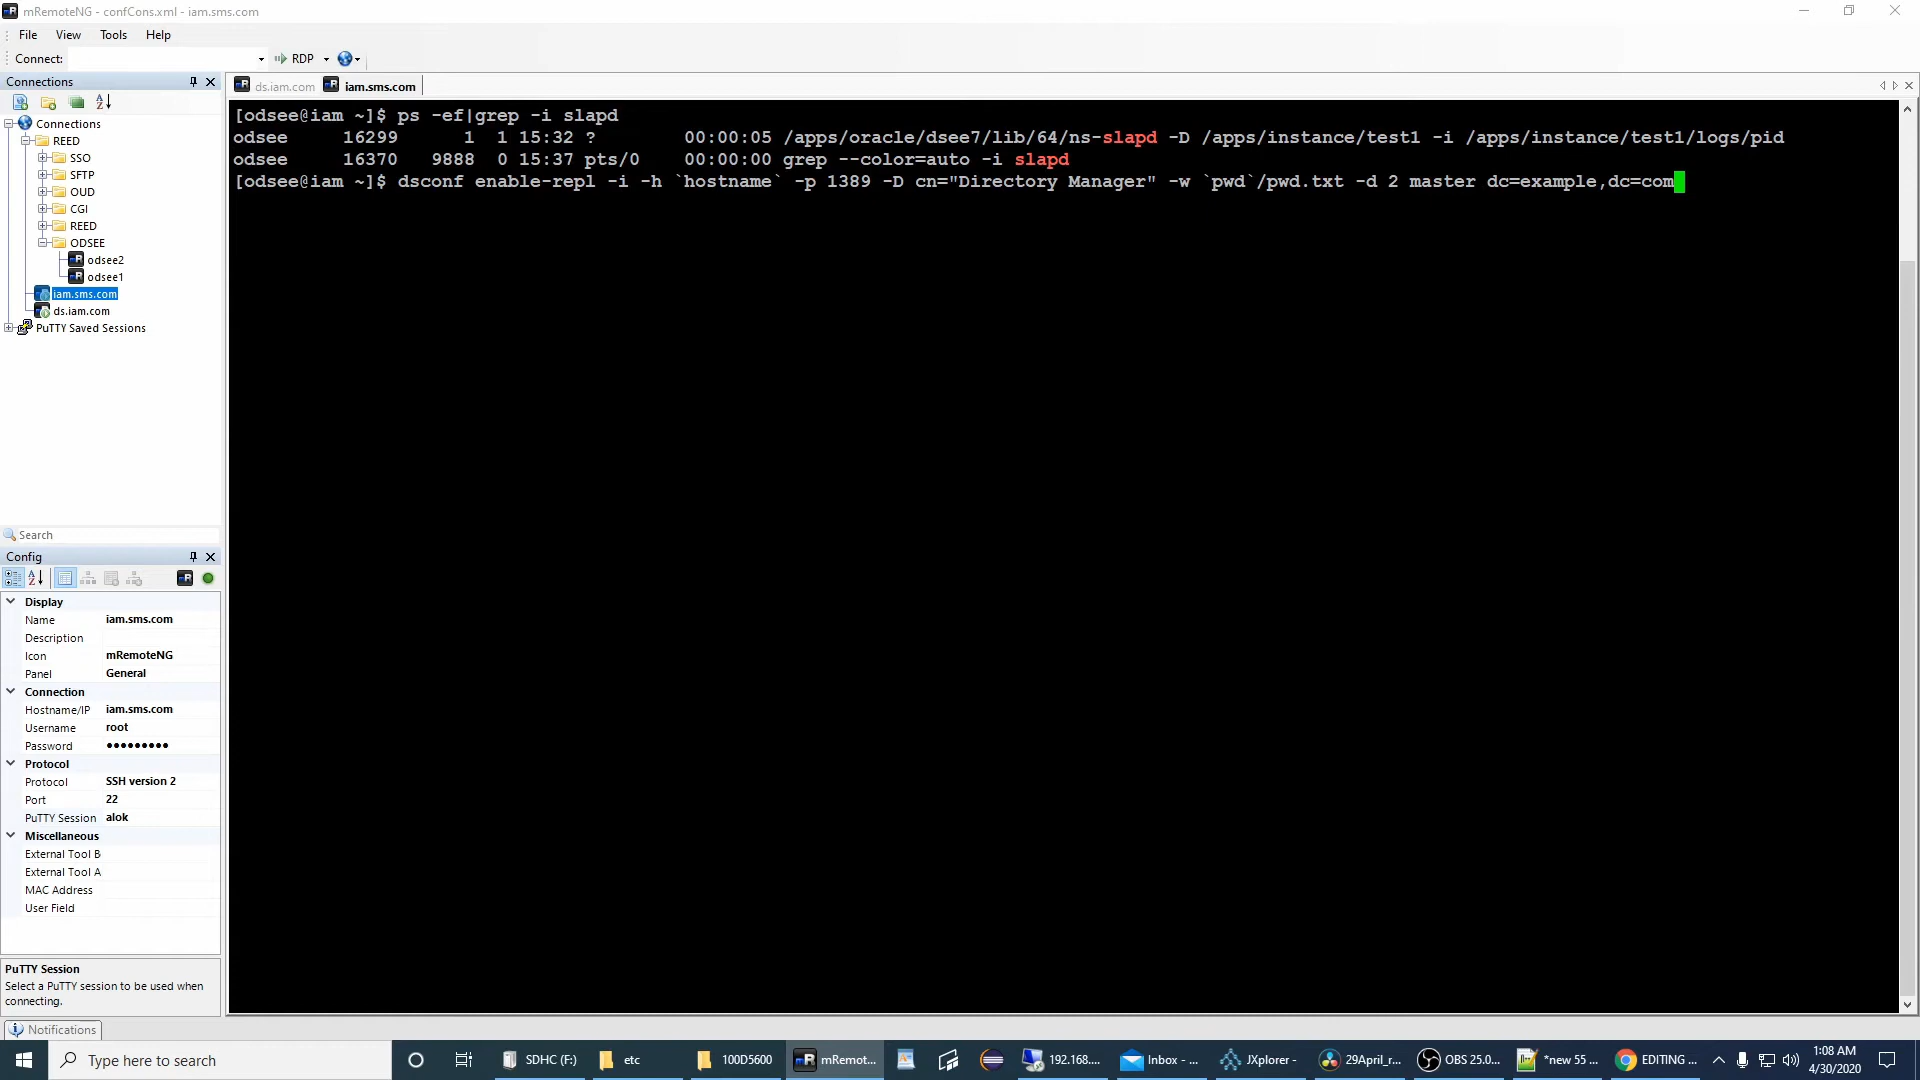 mRemoteNG - confCons.xml - iam.sms.com
File View Tools Help
Connect: RDP
Connections
ds.iam.com iam.sms.com
Connections
REED
SSO
SFTP
OUD
CGI
REED
ODSEE
odsee2
odsee1
iam.sms.com
ds.iam.com
PuTTY Saved Sessions
[odsee@iam ~]$ ps -ef|grep -i slapd
odsee 16299 1 1 15:32 ? 00:00:05 /apps/oracle/dsee7/lib/64/ns-slapd -D /apps/instance/test1 -i /apps/instance/test1/logs/pid
odsee 16370 9888 0 15:37 pts/0 00:00:00 grep --color=auto -i slapd
[odsee@iam ~]$ dsconf enable-repl -i -h `hostname` -p 1389 -D cn="Directory Manager" -w `pwd`/pwd.txt -d 2 master dc=example,dc=com
Search
Config
Display
Name iam.sms.com
Description
Icon mRemoteNG
Panel General
Connection
Hostname/IP iam.sms.com
Username root
Password ●●●●●●●●●
Protocol
Protocol SSH version 2
Port 22
PuTTY Session alok
Miscellaneous
External Tool B
External Tool A
MAC Address
User Field
PuTTY Session
Select a PuTTY session to be used when
connecting.
Notifications
Type here to search
SDHC (F:) etc 100D5600 mRemot... 192.168.... Inbox - ... JXplorer - ... 29April_r... OBS 25.0... *new 55 ... EDITING ...
1:08 AM
4/30/2020